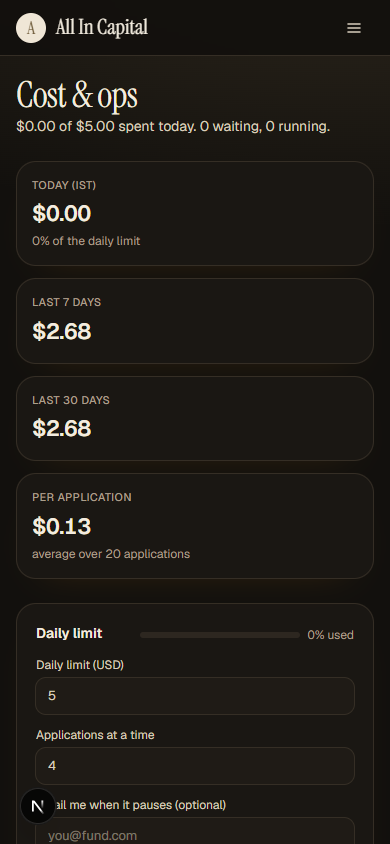 A All In Capital
Cost & ops
$0.00 of $5.00 spent today. 0 waiting, 0 running.
TODAY (IST)
$0.00
0% of the daily limit
LAST 7 DAYS
$2.68
LAST 30 DAYS
$2.68
PER APPLICATION
$0.13
average over 20 applications
Daily limit 0% used
Daily limit (USD)
5
Applications at a time
4
N ail me when it pauses (optional)
you@fund.com